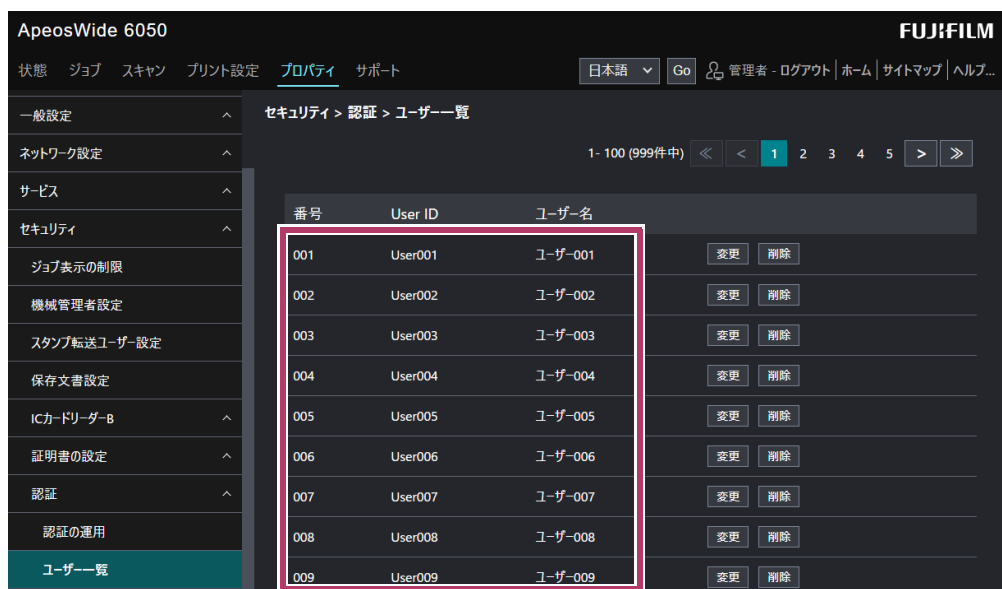 ApeosWide 6050
FUJIFILM
状態 ジョブ スキャン プリント設定 プロパティ サポート 日本語 Go 管理者 - ログアウト ホーム サイトマップ ヘルプ...
一般設定
ネットワーク設定
サービス
セキュリティ
ジョブ表示の制限
機械管理者設定
スタンプ転送ユーザー設定
保存文書設定
ICカードリーダーB
証明書の設定
認証
認証の運用
ユーザー一覧
セキュリティ > 認証 > ユーザー一覧
1- 100 (999件中) ≪ < 1 2 3 4 5 > ≫
番号 User ID ユーザー名
001 User001 ユーザー001 変更 削除
002 User002 ユーザー002 変更 削除
003 User003 ユーザー003 変更 削除
004 User004 ユーザー004 変更 削除
005 User005 ユーザー005 変更 削除
006 User006 ユーザー006 変更 削除
007 User007 ユーザー007 変更 削除
008 User008 ユーザー008 変更 削除
009 User009 ユーザー009 変更 削除